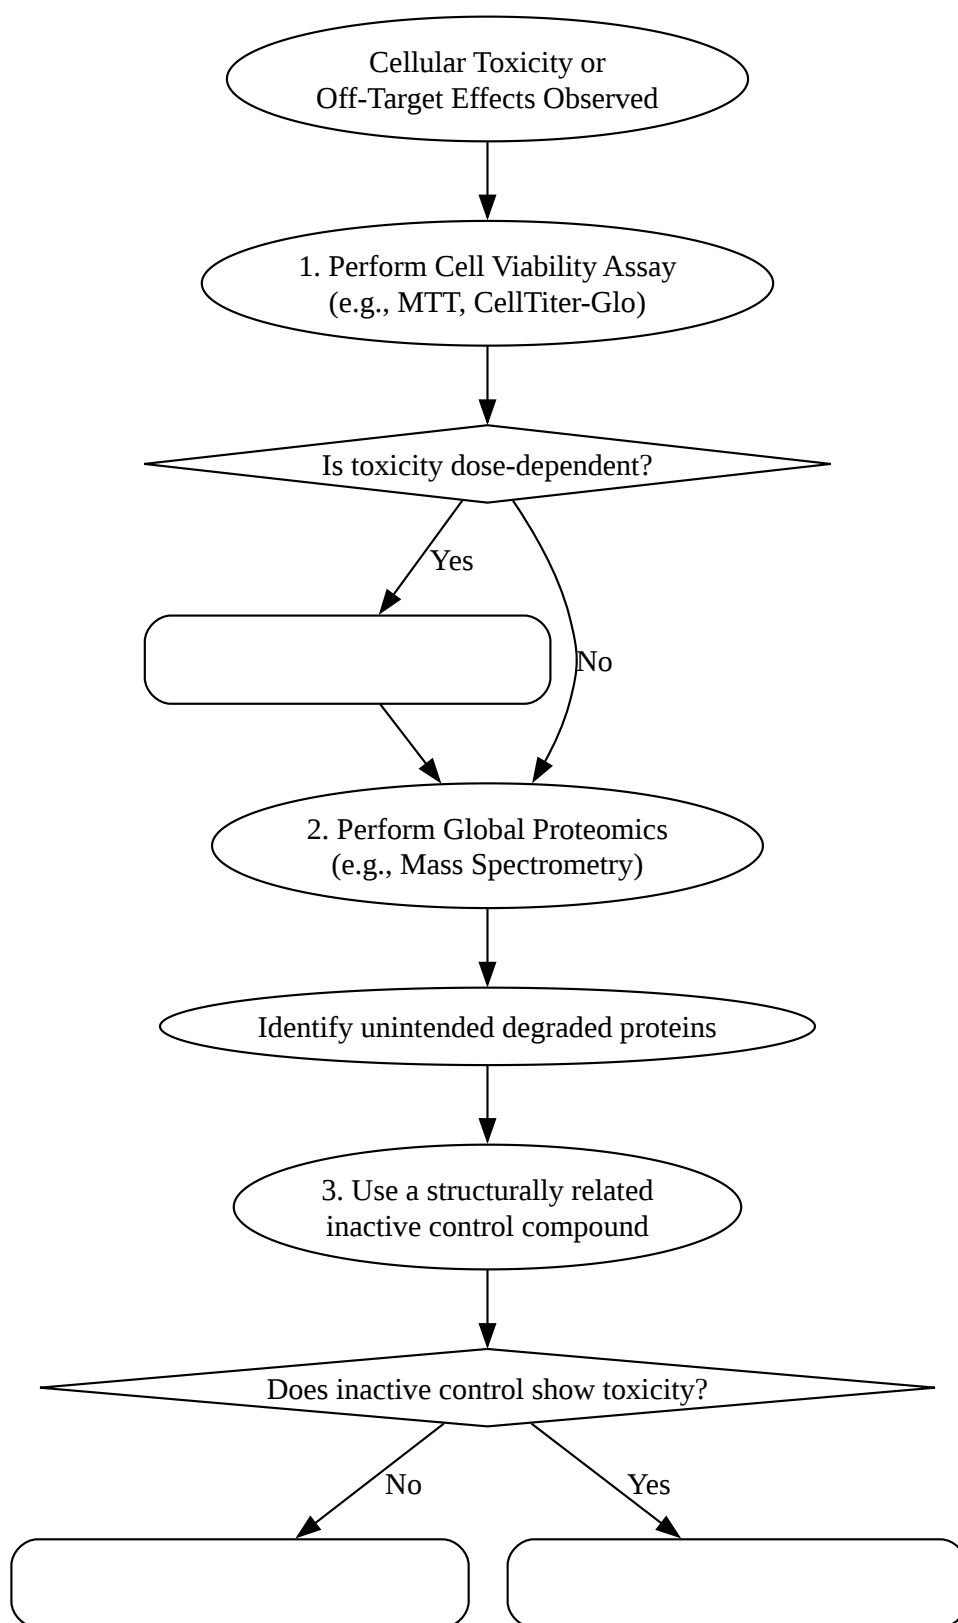 Cellular Toxicity or
Off-Target Effects Observed
1. Perform Cell Viability Assay
(e.g., MTT, CellTiter-Glo)
Is toxicity dose-dependent?
Yes
No
2. Perform Global Proteomics
(e.g., Mass Spectrometry)
Identify unintended degraded proteins
3. Use a structurally related
inactive control compound
Does inactive control show toxicity?
No
Yes